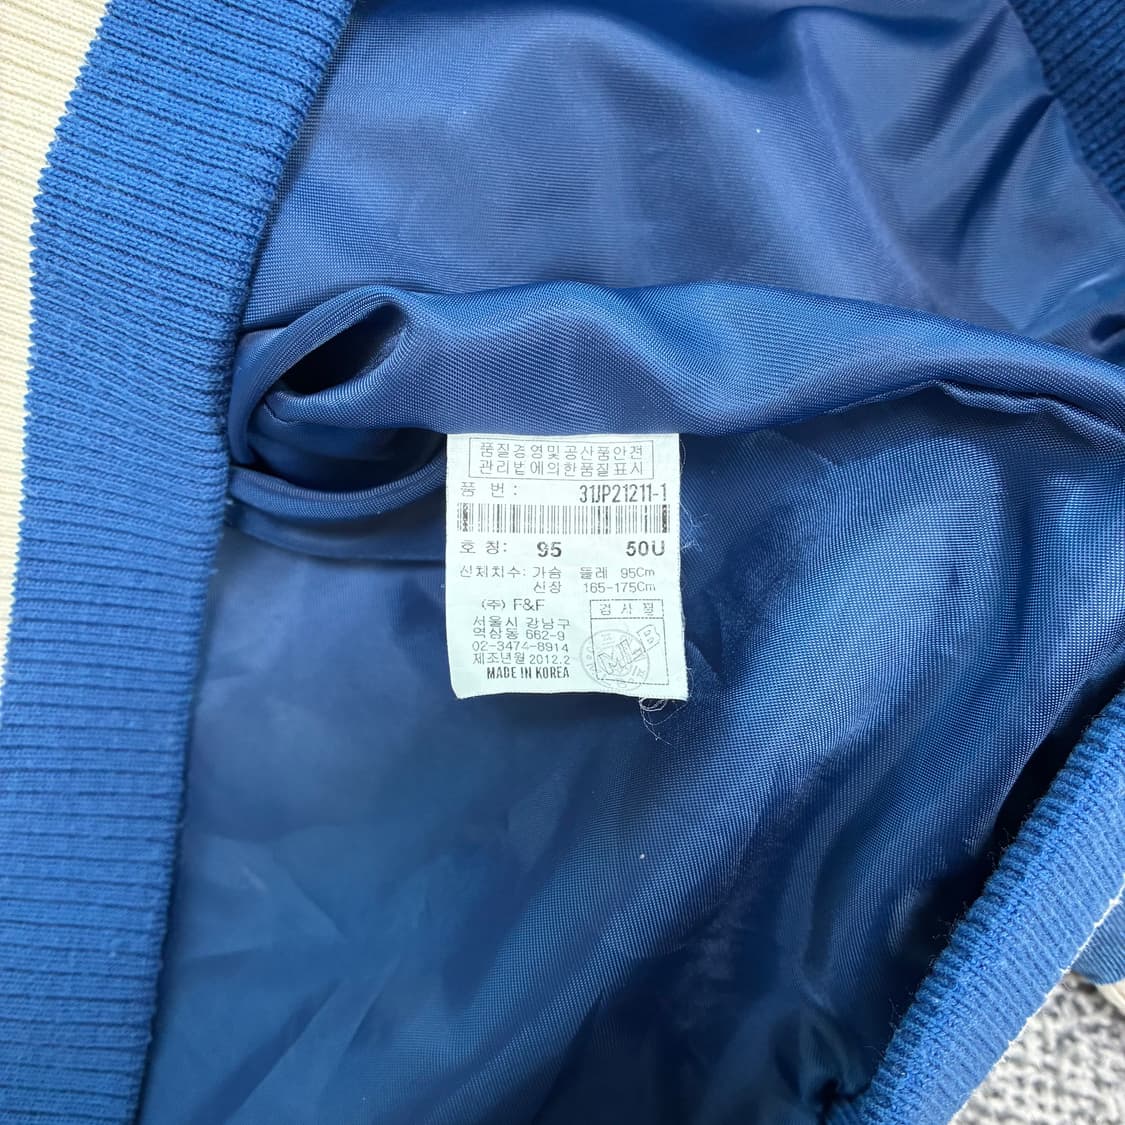 품질경영및공산품안전
관리법에의한품질표시
품 번: 31JP21211-1
호 칭: 95 50U
신체치수: 가슴 둘레 95Cm
신장 165-175Cm
(주) F&F
서울시 강남구
역삼동 662-9
02-3474-8914
제조년월 2012.2
MADE IN KOREA
검 사 필
MLB